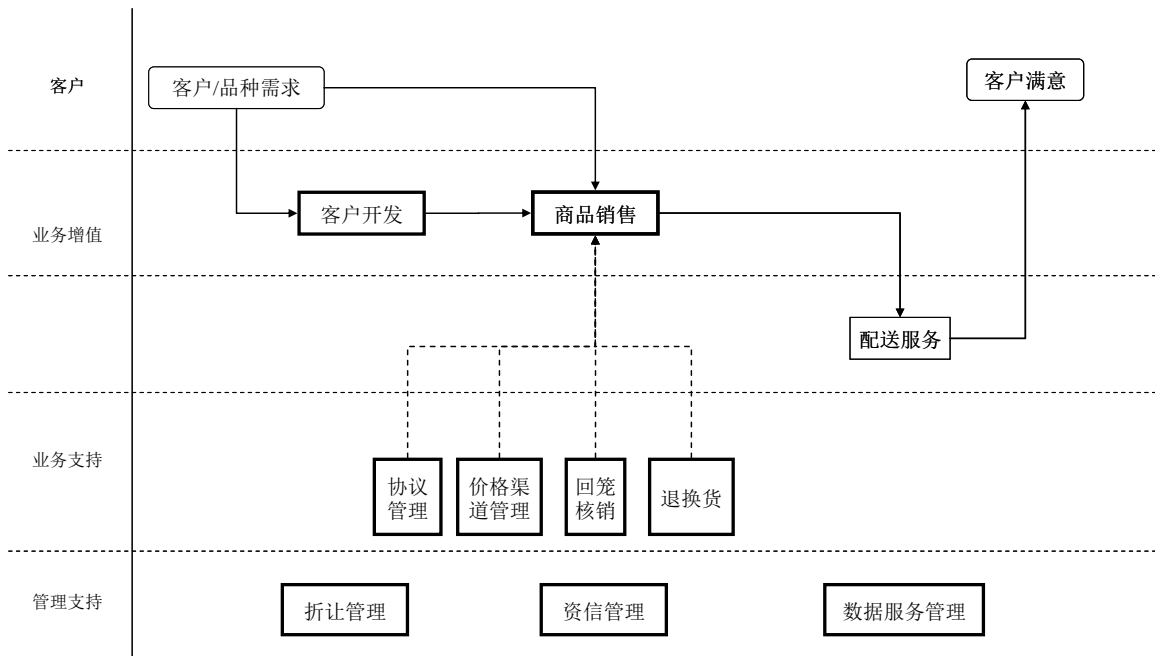 客户
客户/品种需求
客户满意
业务增值
客户开发
商品销售
配送服务
业务支持
协议
管理
价格渠
道管理
回笼
核销
退换货
管理支持
折让管理
资信管理
数据服务管理